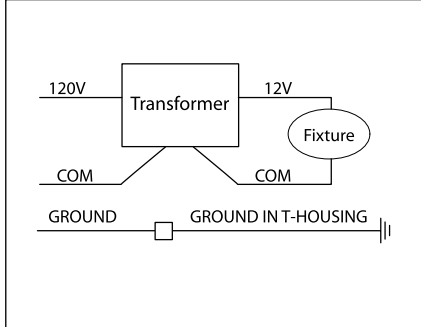 120V
12V
Transformer
Fixture
COM
COM
GROUND
GROUND IN T-HOUSING